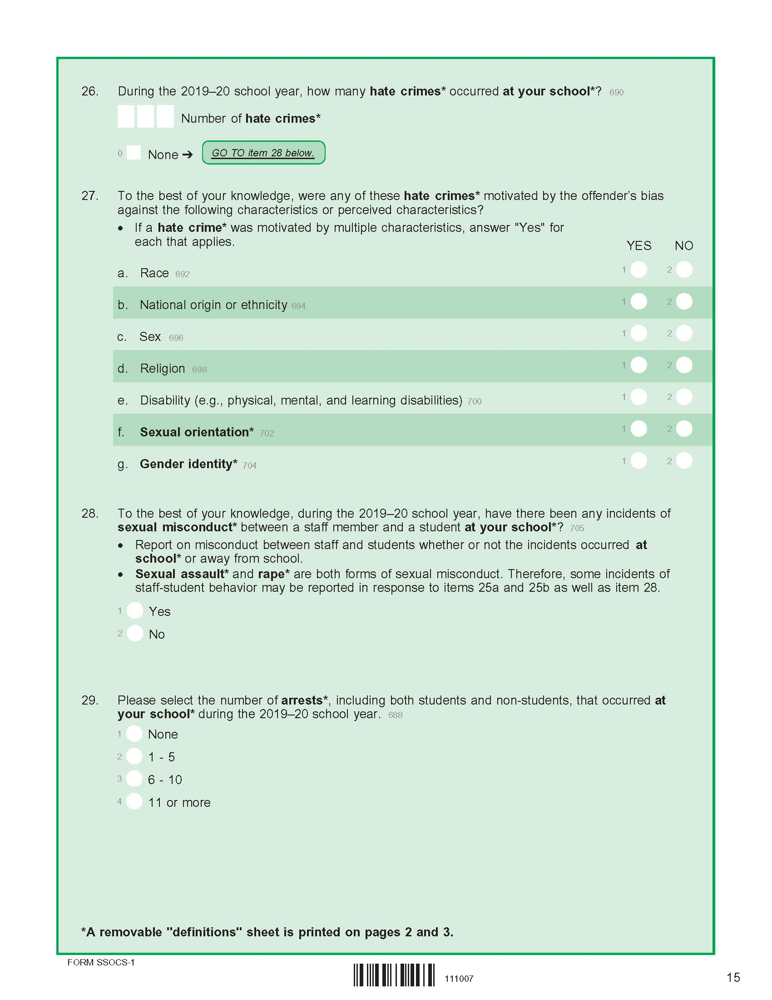 26. During the 2019–20 school year, how many hate crimes* occurred at your school*? 690
Number of hate crimes*
0 None ➔ GO TO item 28 below.
27. To the best of your knowledge, were any of these hate crimes* motivated by the offender’s bias
against the following characteristics or perceived characteristics?
• If a hate crime* was motivated by multiple characteristics, answer "Yes" for
each that applies.
YES NO
a. Race 692 1 2
b. National origin or ethnicity 694 1 2
c. Sex 696 1 2
d. Religion 698 1 2
e. Disability (e.g., physical, mental, and learning disabilities) 700 1 2
f. Sexual orientation* 702 1 2
g. Gender identity* 704 1 2
28. To the best of your knowledge, during the 2019–20 school year, have there been any incidents of
sexual misconduct* between a staff member and a student at your school*? 705
• Report on misconduct between staff and students whether or not the incidents occurred at
school* or away from school.
• Sexual assault* and rape* are both forms of sexual misconduct. Therefore, some incidents of
staff-student behavior may be reported in response to items 25a and 25b as well as item 28.
1 Yes
2 No
29. Please select the number of arrests*, including both students and non-students, that occurred at
your school* during the 2019–20 school year. 688
1 None
2 1 - 5
3 6 - 10
4 11 or more
*A removable "definitions" sheet is printed on pages 2 and 3.
FORM SSOCS-1
111007
15